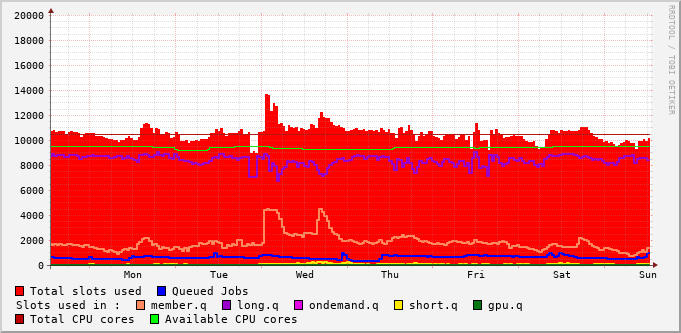 20000
18000
16000
14000
12000
10000
8000
6000
4000
2000
0
Mon Tue Wed Thu Fri Sat Sun
Total slots used Queued Jobs
Slots used in : member.q long.q ondemand.q short.q gpu.q
Total CPU cores Available CPU cores
RRDTOOL / TOBI OETIKER